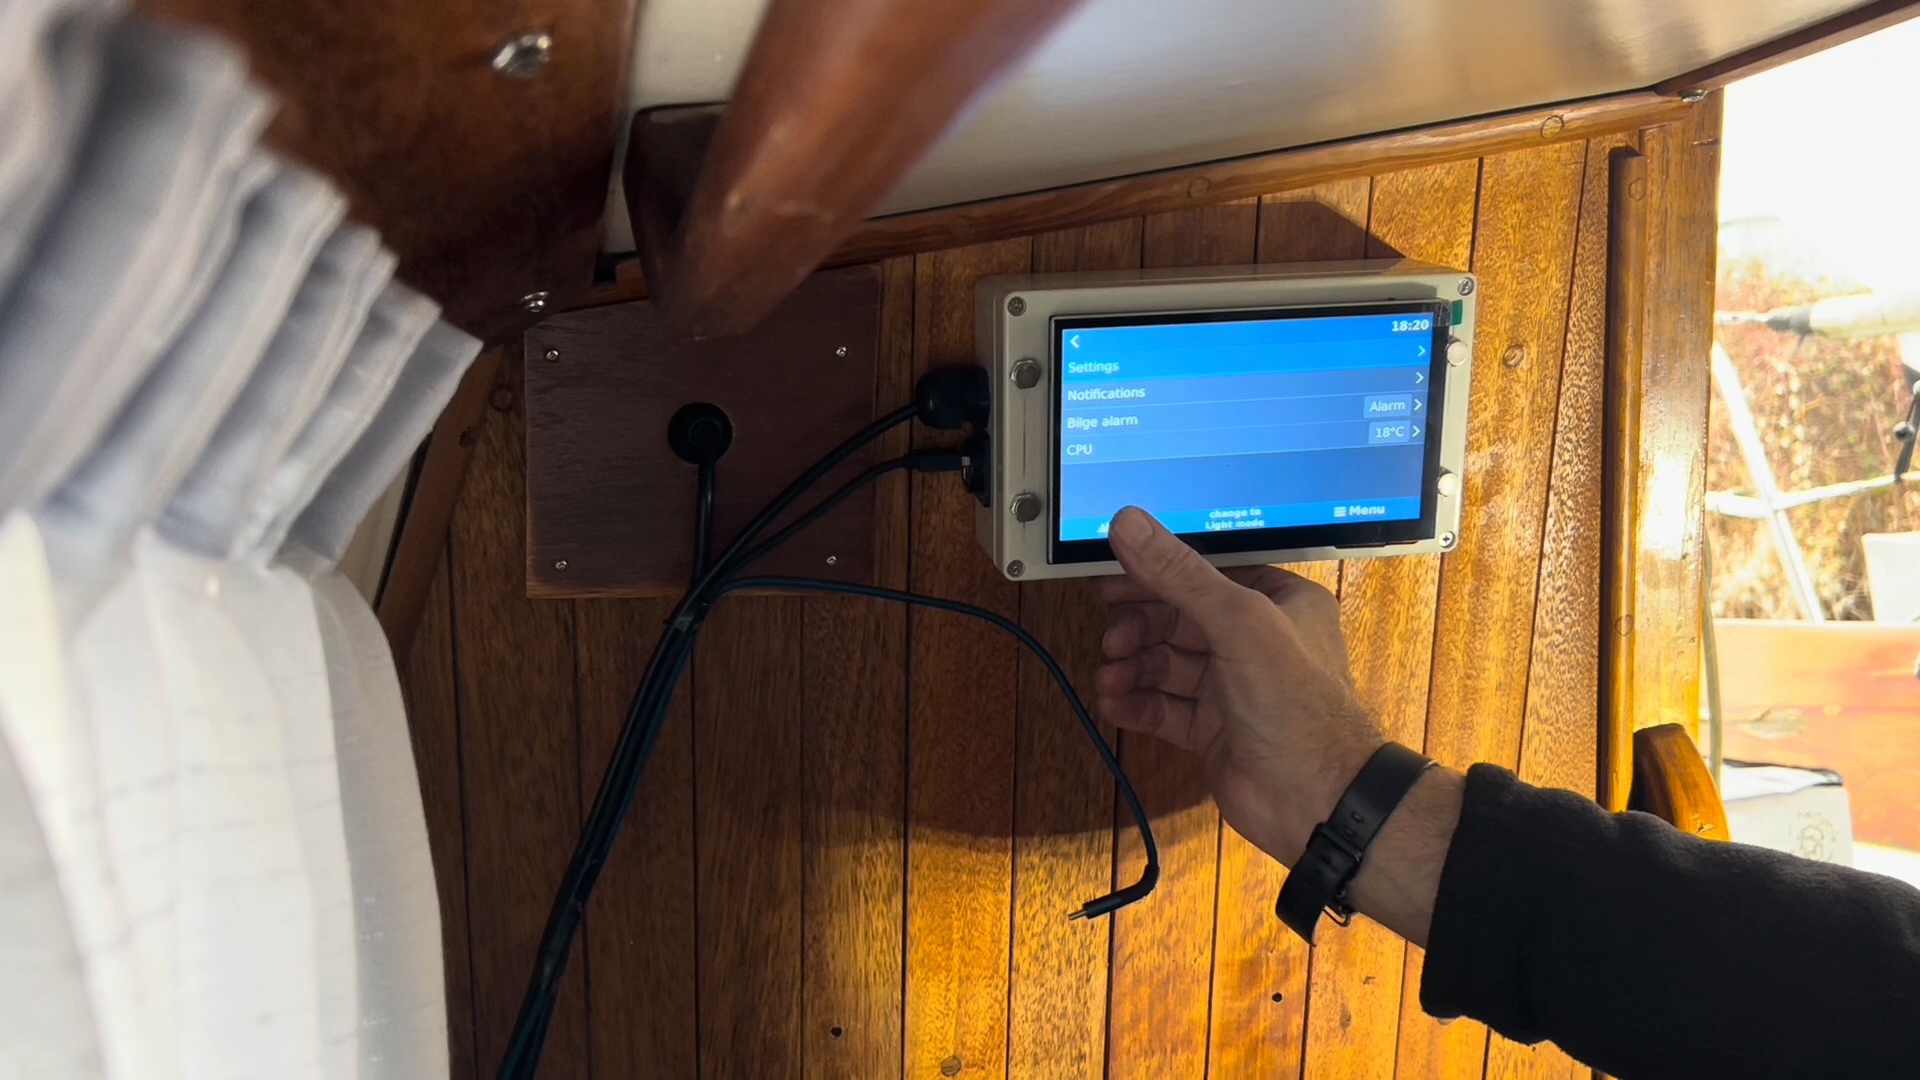 18:20
Settings
Notifications
Bilge alarm Alarm
CPU 18°C
change to
Light mode
Menu